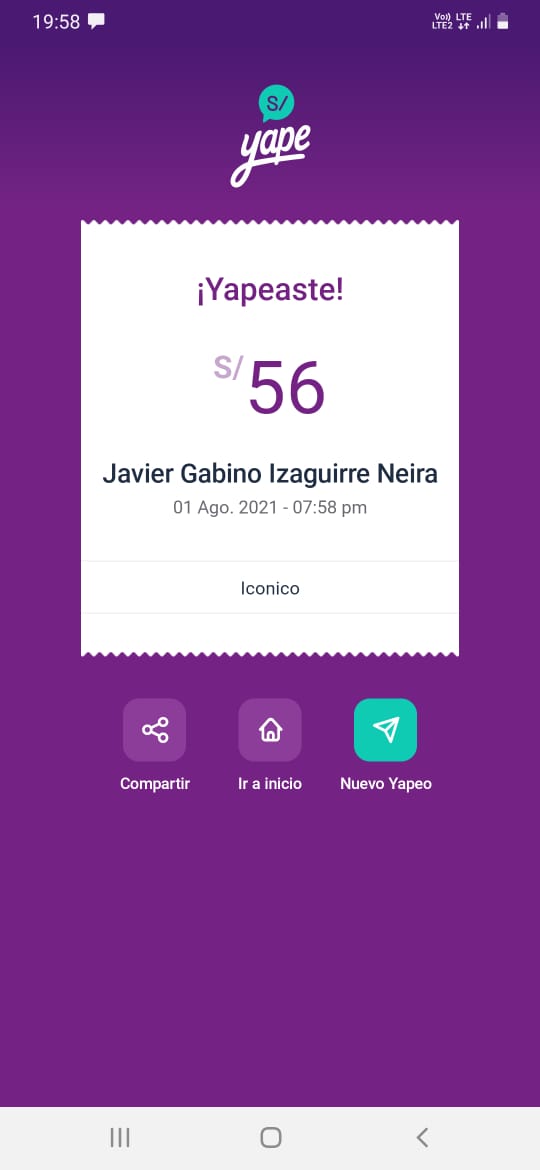 19:58
Vo)) LTE
LTE2
S/
yape
¡Yapeaste!
S/ 56
Javier Gabino Izaguirre Neira
01 Ago. 2021 - 07:58 pm
Iconico
Compartir
Ir a inicio
Nuevo Yapeo